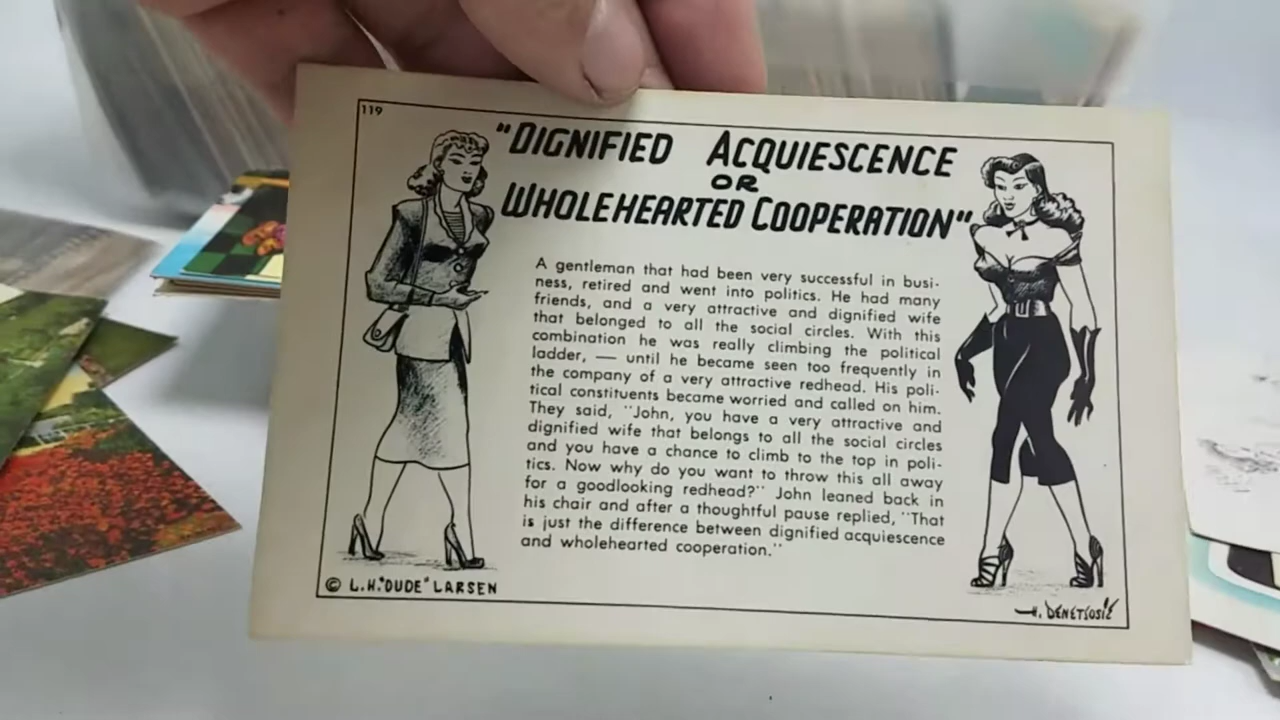 119
"DIGNIFIED ACQUIESCENCE
OR
WHOLEHEARTED COOPERATION"
A gentleman that had been very successful in busi-
ness, retired and went into politics. He had many
friends, and a very attractive and dignified wife
that belonged to all the social circles. With this
combination he was really climbing the political
ladder, — until he became seen too frequently in
the company of a very attractive redhead. His poli-
tical constituents became worried and called on him.
They said, "John, you have a very attractive and
dignified wife that belongs to all the social circles
and you have a chance to climb to the top in poli-
tics. Now why do you want to throw this all away
for a goodlooking redhead?" John leaned back in
his chair and after a thoughtful pause replied, "That
is just the difference between dignified acquiescence
and wholehearted cooperation."
© L.H."DUDE" LARSEN
H. DENETSOSIE